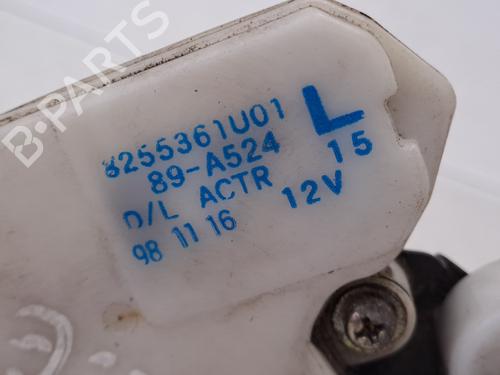 B-PARTS
8255361U01
89-A524
D/L ACTR
98 11 16
12V
L
15